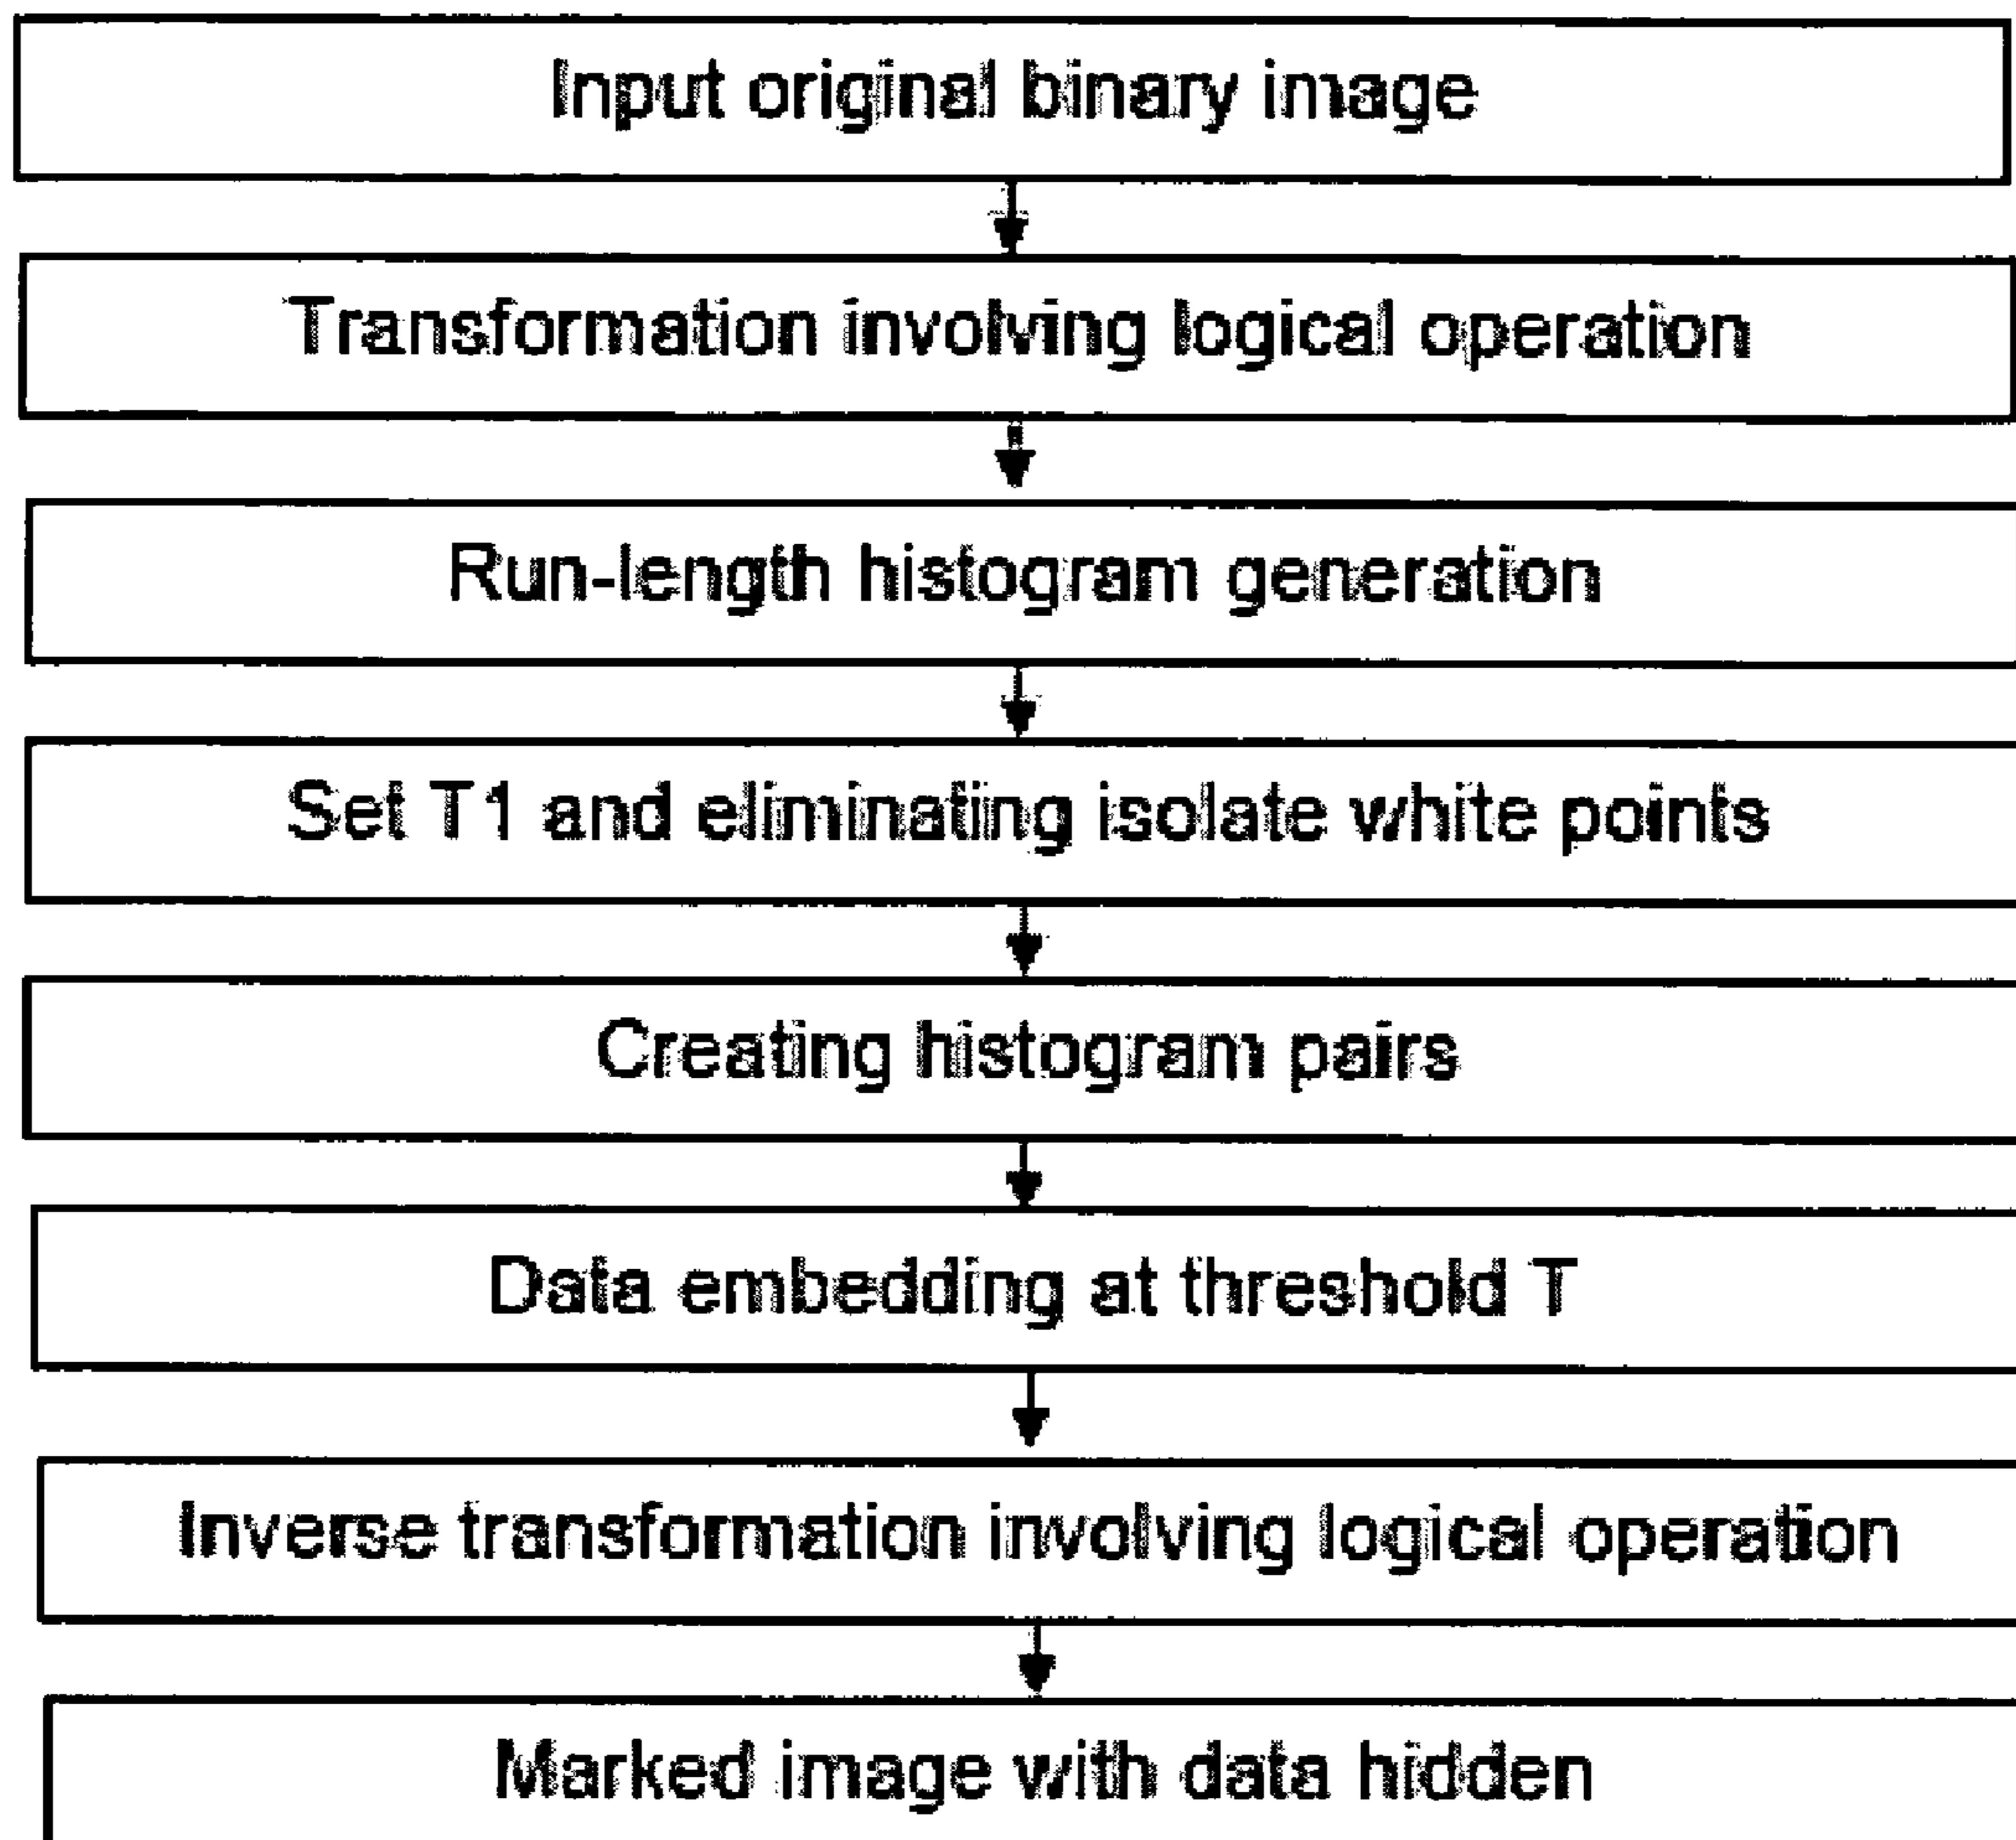 Input original binary image
Transformation involving logical operation
Run-length histogram generation
Set T1 and eliminating isolate white points
Creating histogram pairs
Data embedding at threshold T
Inverse transformation involving logical operation
Marked image with data hidden